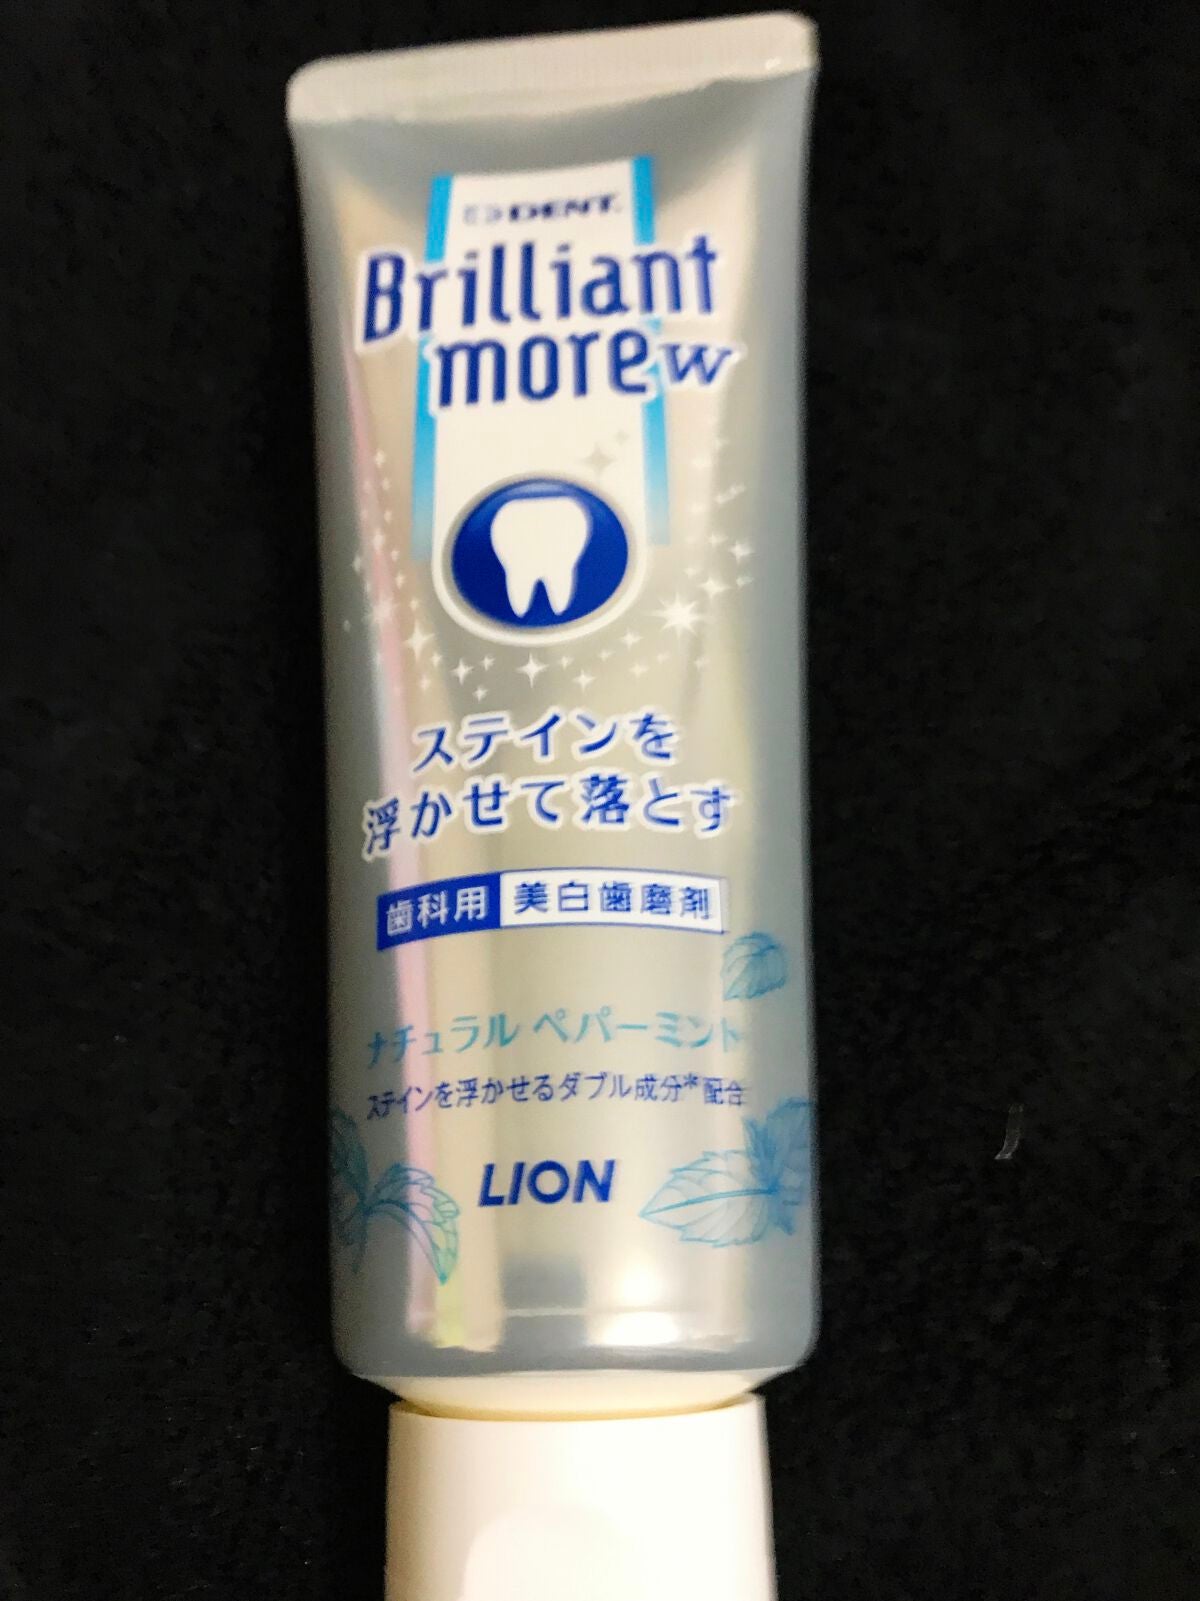 DENT.
Brilliant
more w
ステインを
浮かせて落とす
歯科用 美白歯磨剤
ナチュラル ペパーミント
ステインを浮かせるダブル成分*配合
LION